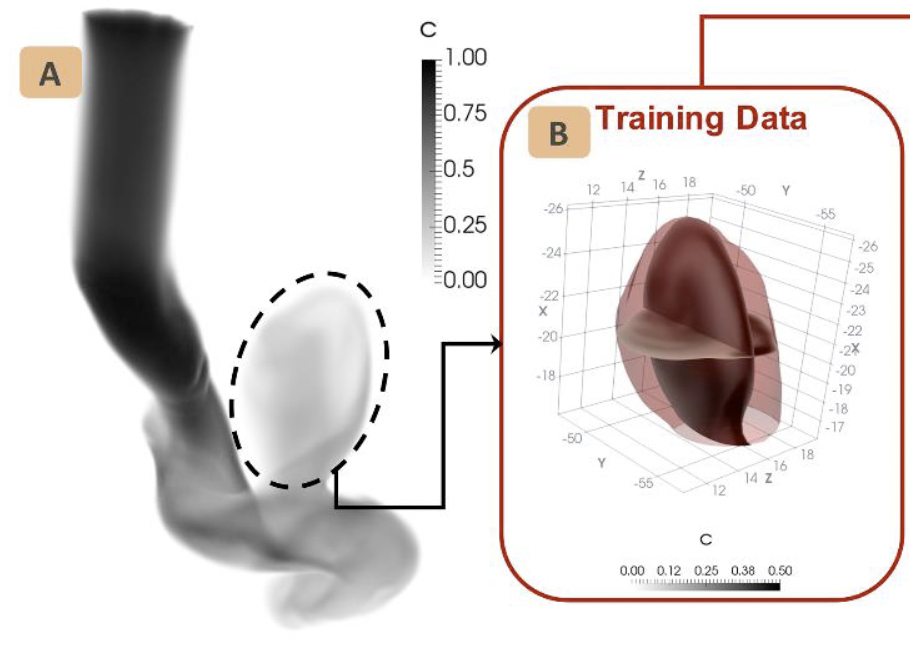 A
C
1.00
0.75
0.5
0.25
0.00
B
Training Data
Z
12 14 16 18
-50
Y
-55
-26
-24
-22
X
-20
-18
-26
-25
-24
-23
-22
-21
X
-20
-19
-18
-17
-50
Y
-55
12
14
Z
16
18
C
0.00 0.12 0.25 0.38 0.50